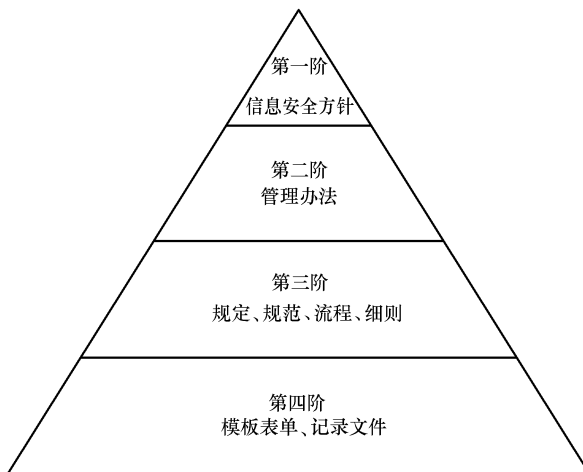 第一阶
信息安全方针
第二阶
管理办法
第三阶
规定、规范、流程、细则
第四阶
模板表单、记录文件